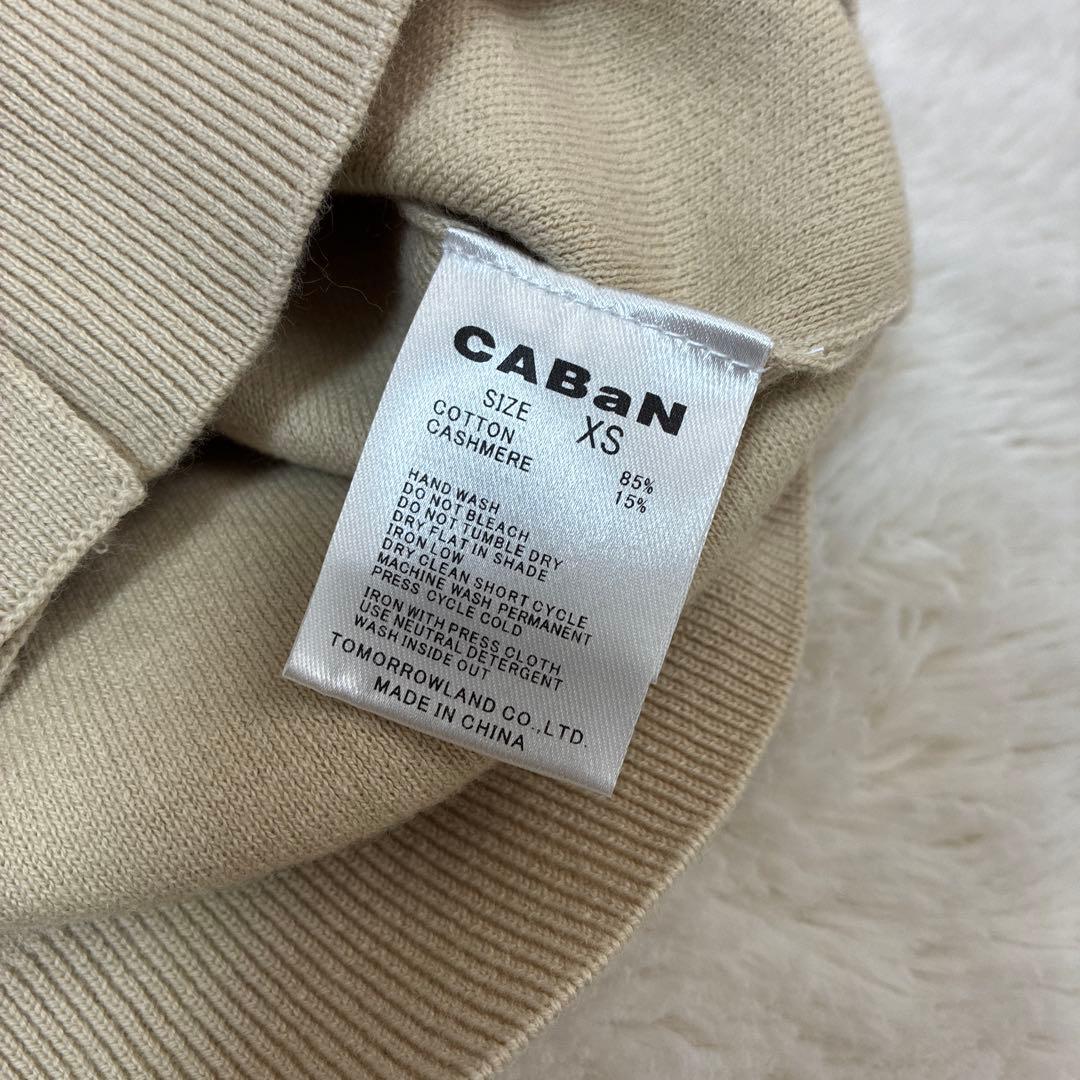 CABaN
SIZE XS
COTTON 85%
CASHMERE 15%
HAND WASH
DO NOT BLEACH
DO NOT TUMBLE DRY
DRY FLAT IN SHADE
IRON LOW
DRY CLEAN SHORT CYCLE
MACHINE WASH PERMANENT
PRESS CYCLE COLD
IRON WITH PRESS CLOTH
USE NEUTRAL DETERGENT
WASH INSIDE OUT
TOMORROWLAND CO.,LTD.
MADE IN CHINA